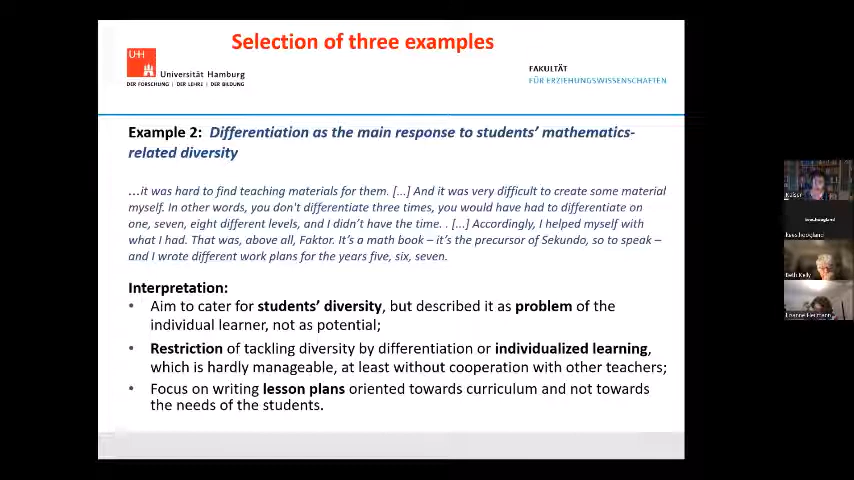 Selection of three examples
UHH
Universität Hamburg
DER FORSCHUNG | DER LEHRE | DER BILDUNG
FAKULTÄT
FÜR ERZIEHUNGSWISSENSCHAFTEN
Example 2: Differentiation as the main response to students' mathematics-
related diversity
…it was hard to find teaching materials for them. [...] And it was very difficult to create some material
myself. In other words, you don't differentiate three times, you would have had to differentiate on
one, seven, eight different levels, and I didn't have the time. . [...] Accordingly, I helped myself with
what I had. That was, above all, Faktor. It's a math book – it's the precursor of Sekundo, so to speak –
and I wrote different work plans for the years five, six, seven.
Interpretation:
• Aim to cater for students' diversity, but described it as problem of the
individual learner, not as potential;
• Restriction of tackling diversity by differentiation or individualized learning,
which is hardly manageable, at least without cooperation with other teachers;
• Focus on writing lesson plans oriented towards curriculum and not towards
the needs of the students.
Kaiser
kees hoogland
Beth Kelly